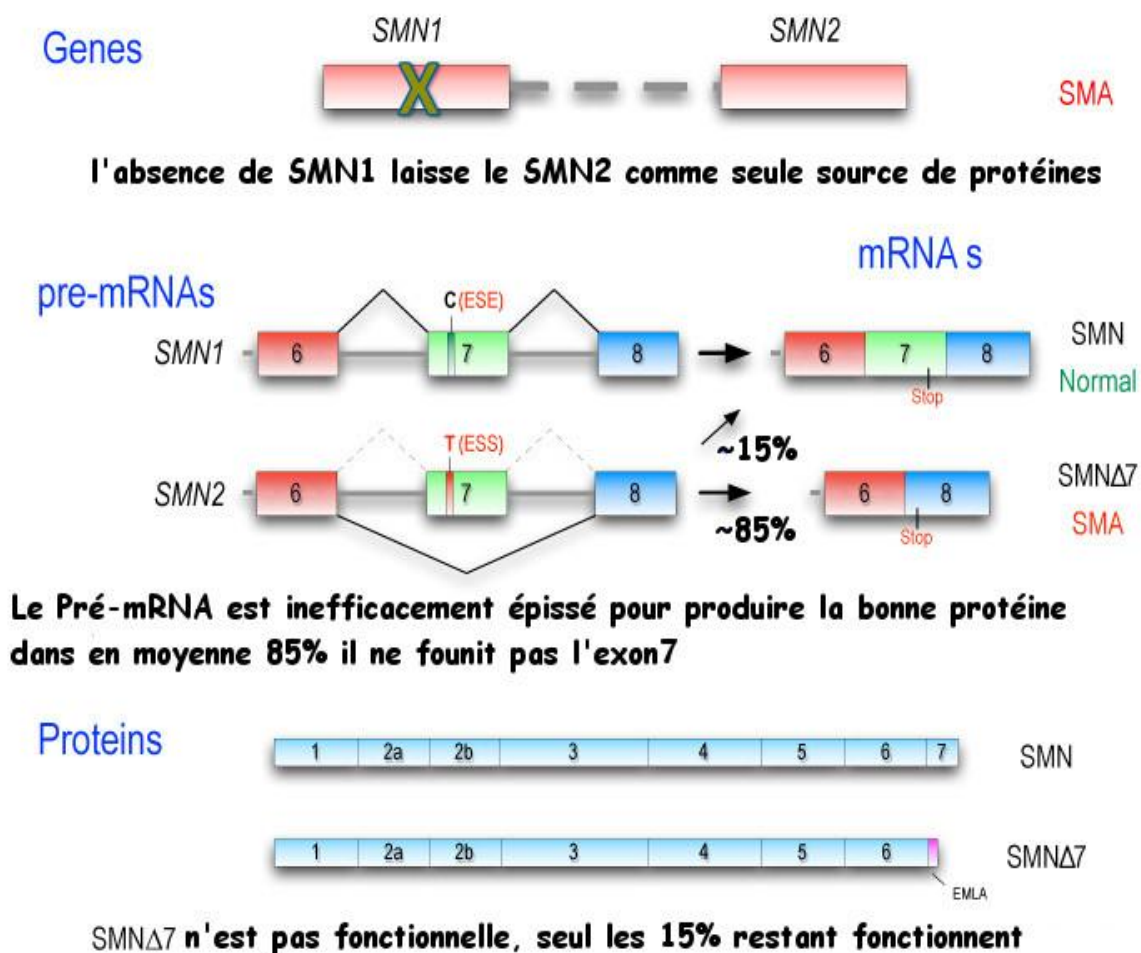 Genes
SMN1 SMN2
X
SMA
l'absence de SMN1 laisse le SMN2 comme seule source de protéines
pre-mRNAs
mRNA s
SMN1
6
C (ESE)
7
8
6 7 8
Stop
SMN
Normal
~15%
SMN2
6
T (ESS)
7
8
~85%
6 8
Stop
SMNΔ7
SMA
Le Pré-mRNA est inefficacement épissé pour produire la bonne protéine
dans en moyenne 85% il ne founit pas l'exon7
Proteins
1 2a 2b 3 4 5 6 7 SMN
1 2a 2b 3 4 5 6 SMNΔ7
EMLA
SMNΔ7 n'est pas fonctionelle, seul les 15% restant fonctionnent